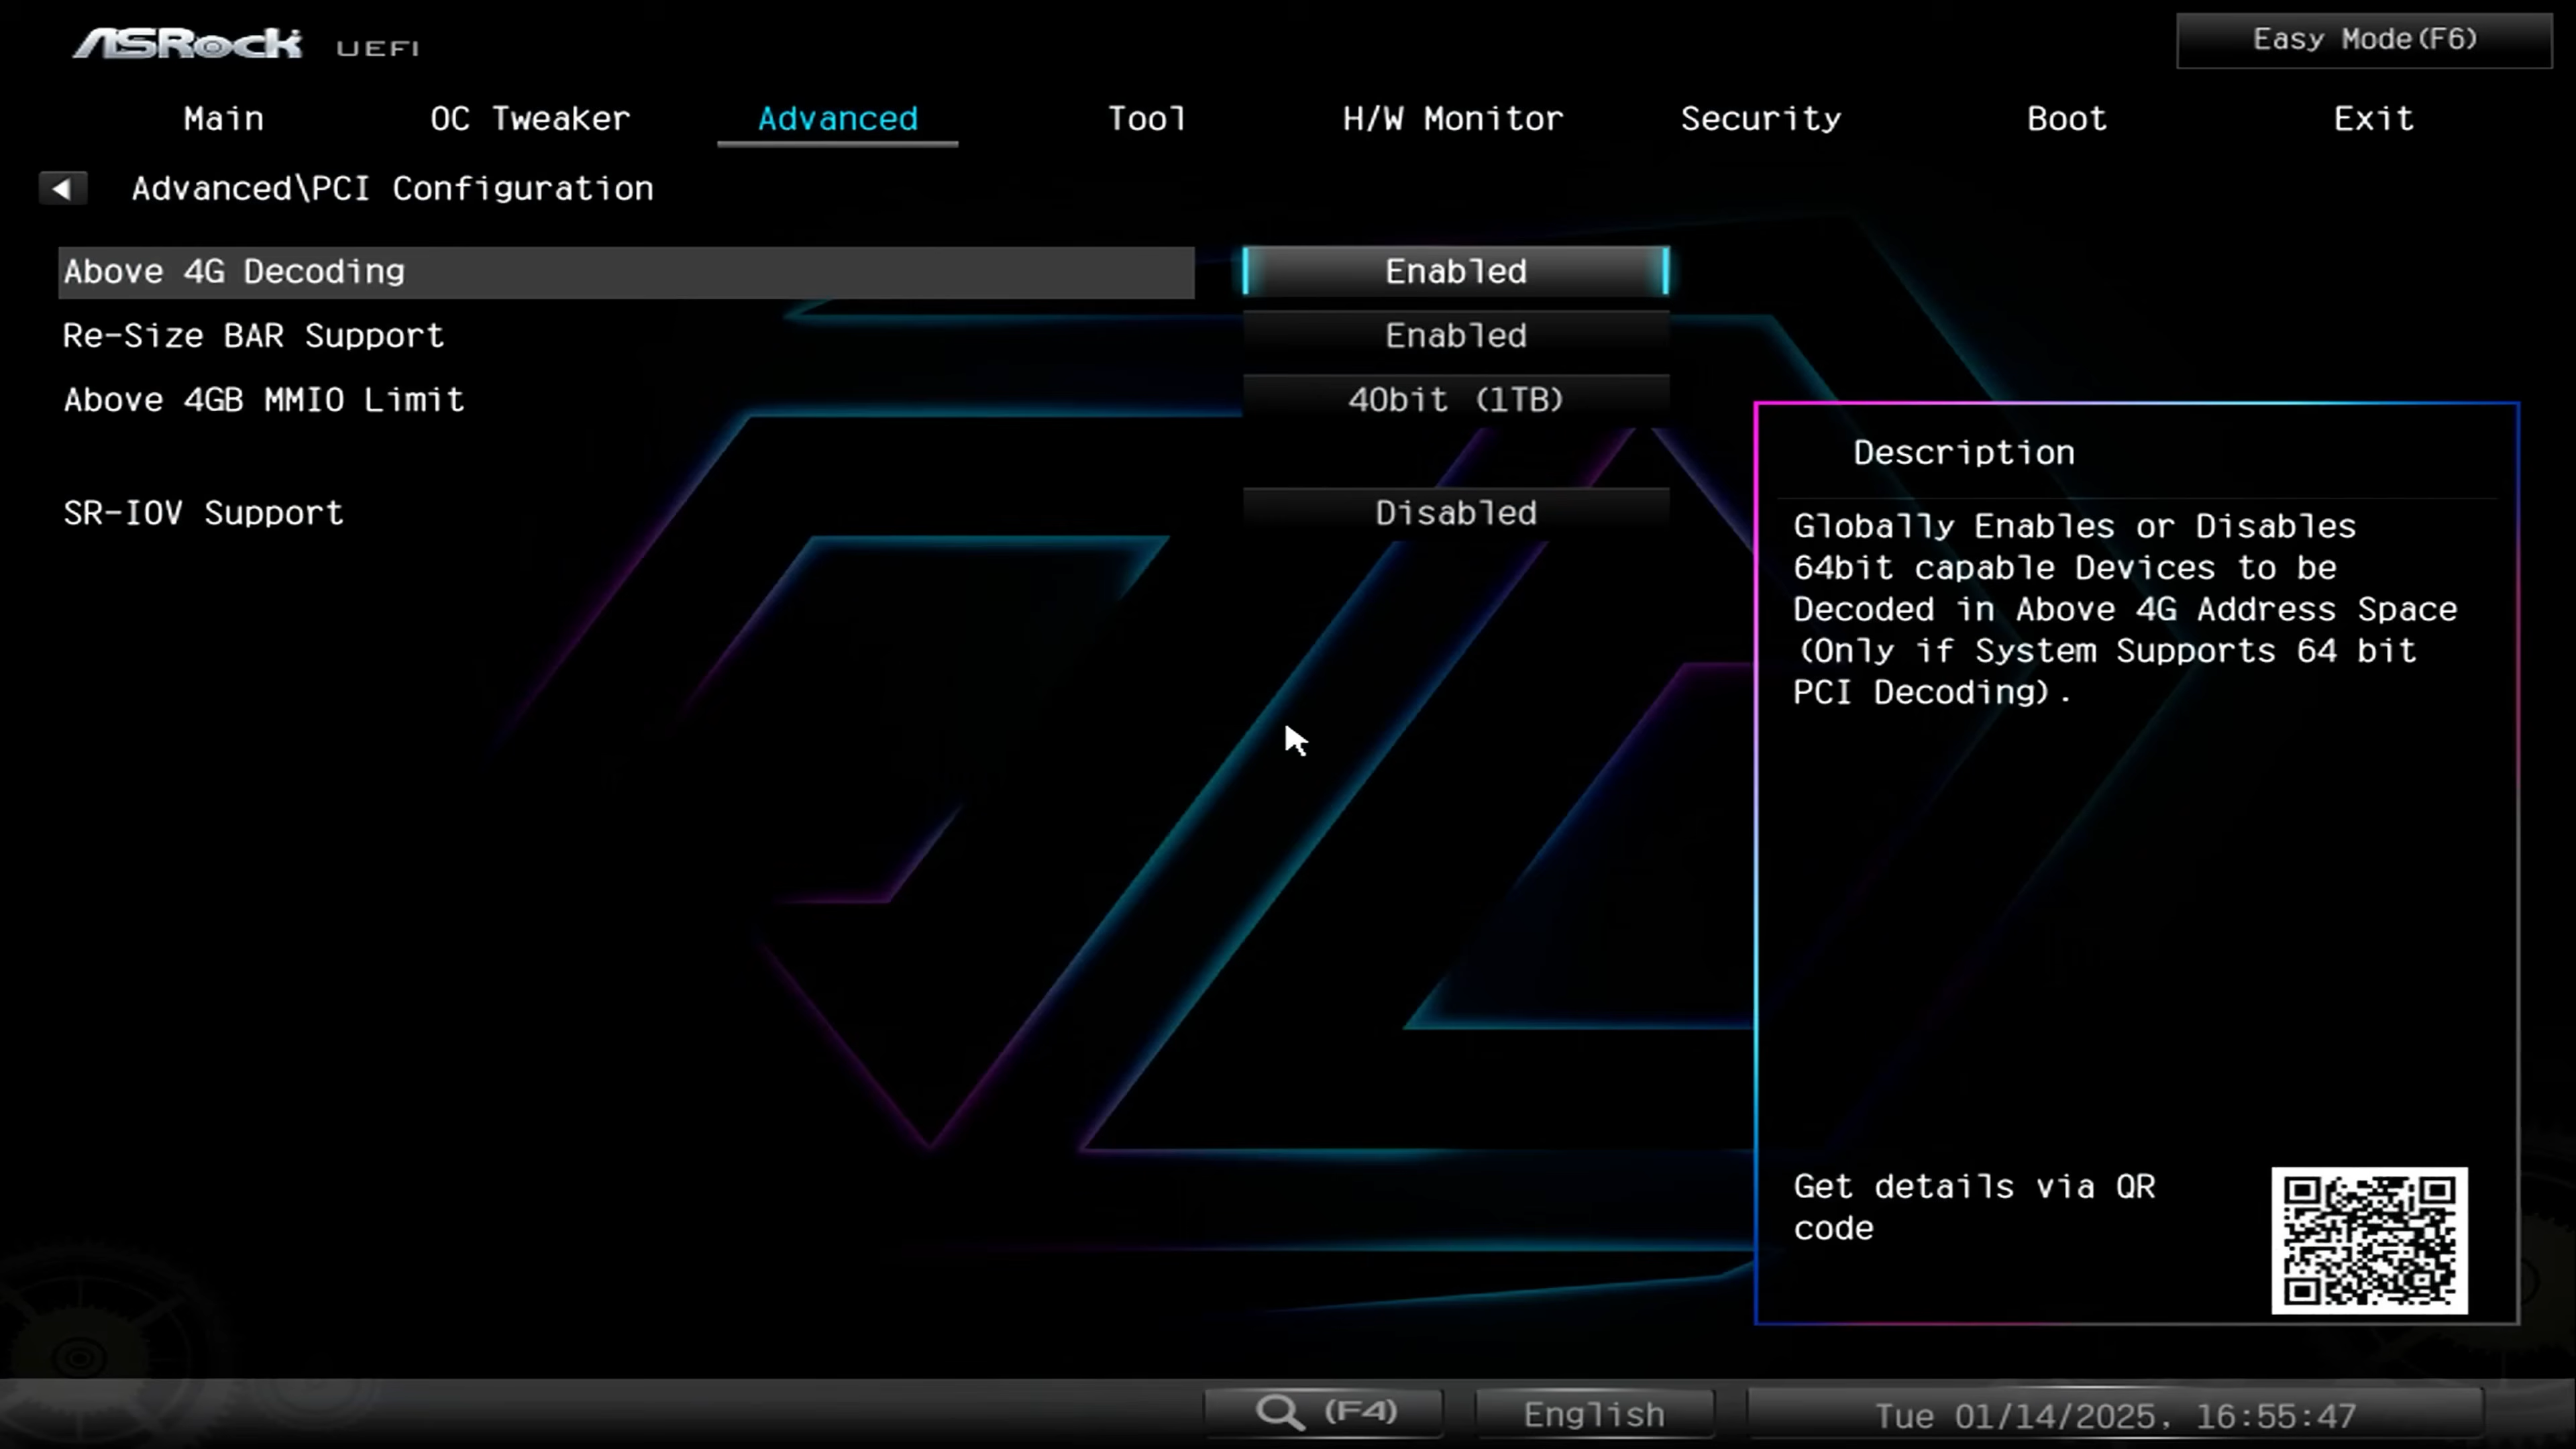 ASRock UEFI
Easy Mode(F6)
Main OC Tweaker Advanced Tool H/W Monitor Security Boot Exit
Advanced\PCI Configuration
Above 4G Decoding Enabled
Re-Size BAR Support Enabled
Above 4GB MMIO Limit 40bit (1TB)
SR-IOV Support Disabled
Description
Globally Enables or Disables
64bit capable Devices to be
Decoded in Above 4G Address Space
(Only if System Supports 64 bit
PCI Decoding).
Get details via QR
code
(F4) English Tue 01/14/2025, 16:55:47